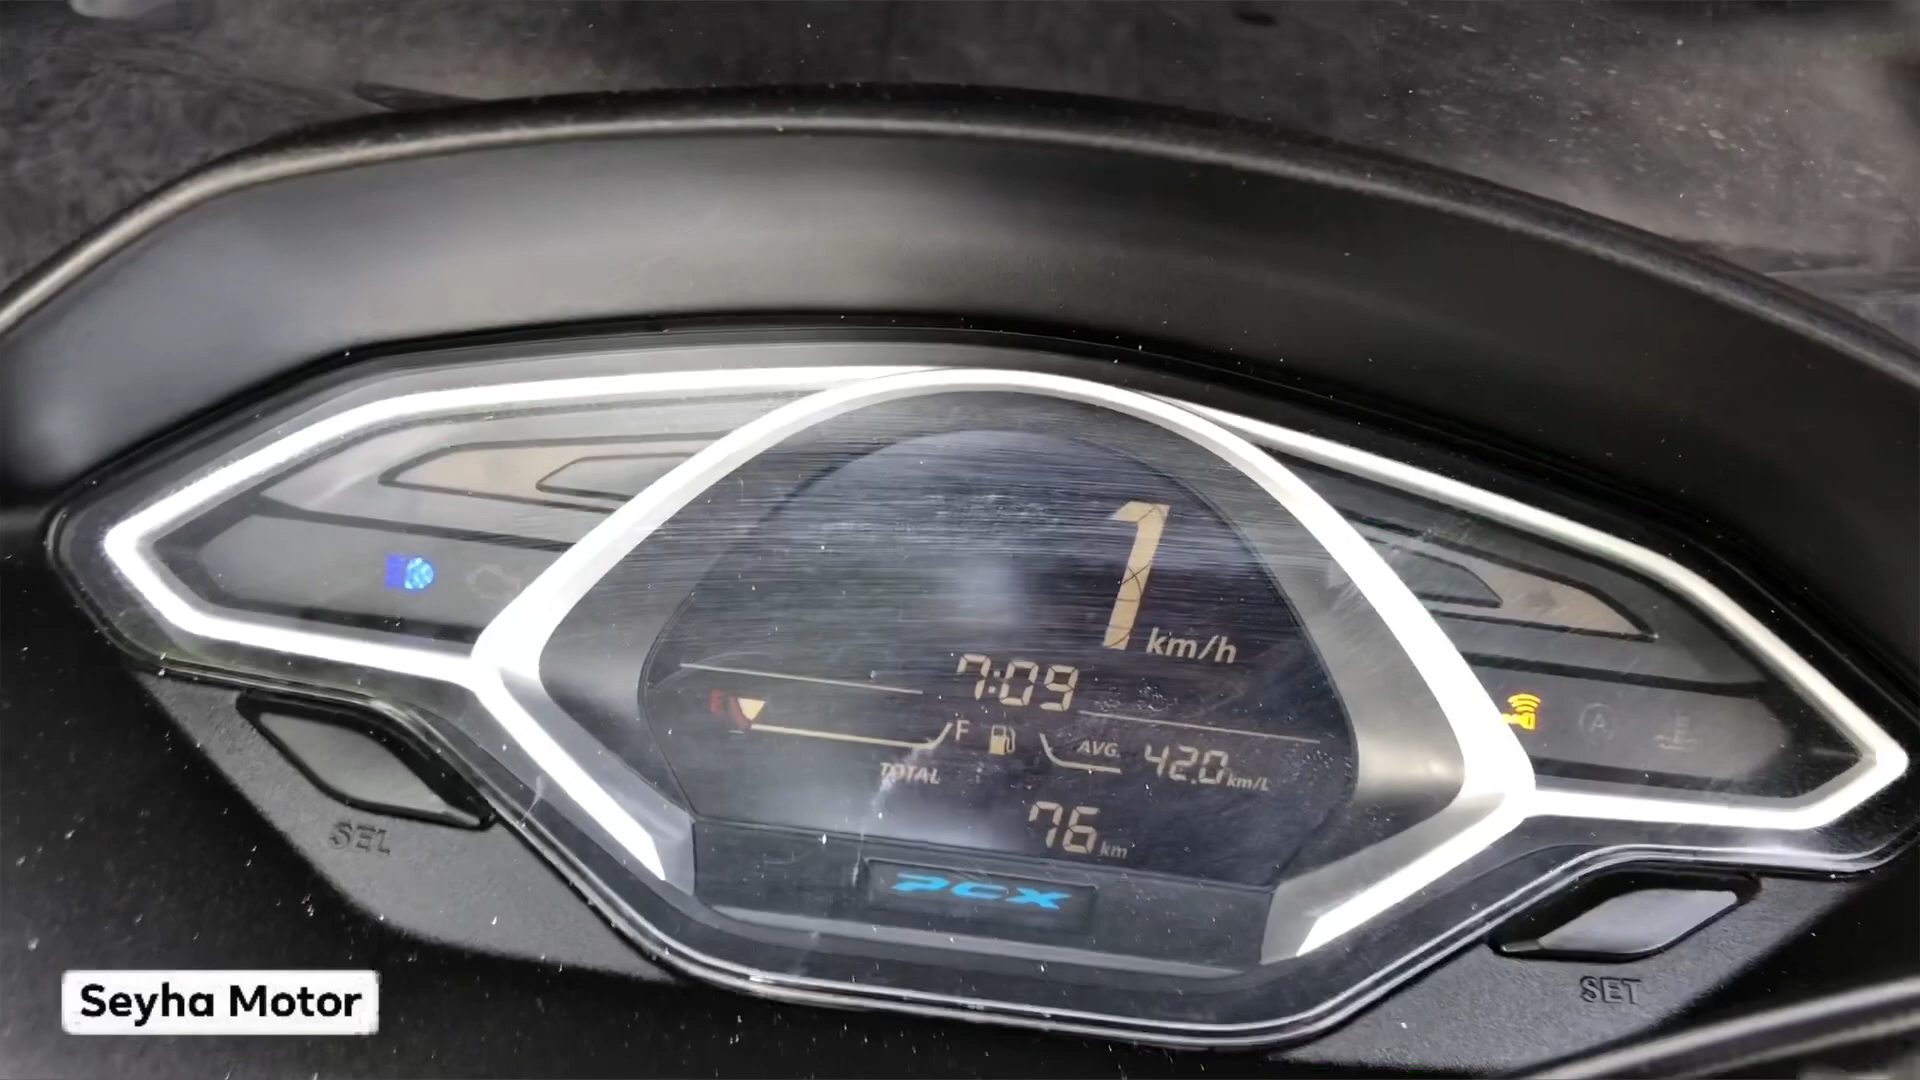 1 km/h
7:09
E F AVG. 42.0 km/L
TOTAL
76 km
PCX
SEL
SET
A
Seyha Motor